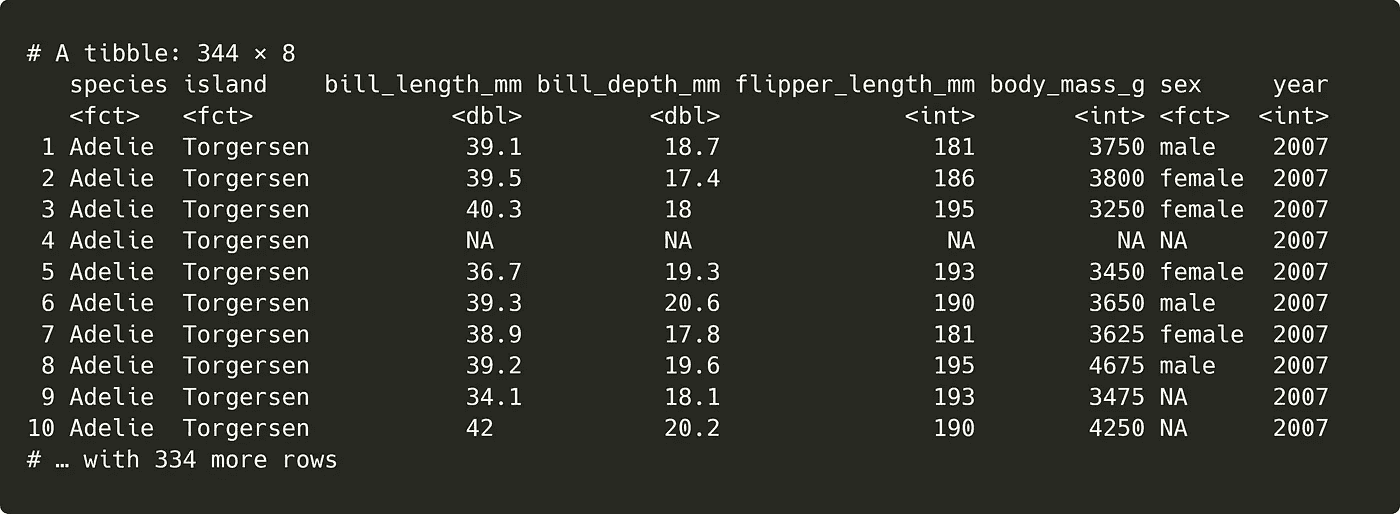 # A tibble: 344 × 8
   species island    bill_length_mm bill_depth_mm flipper_length_mm body_mass_g sex     year
   <fct>   <fct>              <dbl>         <dbl>             <int>       <int> <fct>  <int>
 1 Adelie  Torgersen           39.1          18.7               181        3750 male    2007
 2 Adelie  Torgersen           39.5          17.4               186        3800 female  2007
 3 Adelie  Torgersen           40.3          18                 195        3250 female  2007
 4 Adelie  Torgersen           NA            NA                  NA          NA NA      2007
 5 Adelie  Torgersen           36.7          19.3               193        3450 female  2007
 6 Adelie  Torgersen           39.3          20.6               190        3650 male    2007
 7 Adelie  Torgersen           38.9          17.8               181        3625 female  2007
 8 Adelie  Torgersen           39.2          19.6               195        4675 male    2007
 9 Adelie  Torgersen           34.1          18.1               193        3475 NA      2007
10 Adelie  Torgersen           42            20.2               190        4250 NA      2007
# … with 334 more rows